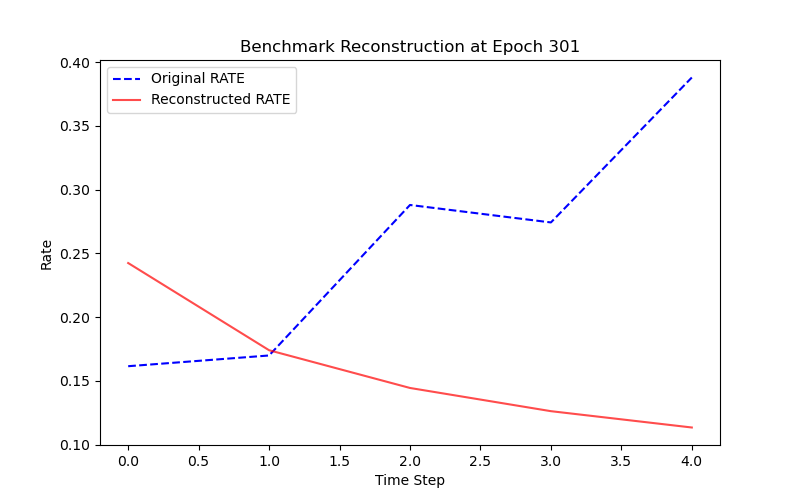 Benchmark Reconstruction at Epoch 301
Original RATE
Reconstructed RATE
0.40
0.35
0.30
0.25
0.20
0.15
0.10
Rate
0.0 0.5 1.0 1.5 2.0 2.5 3.0 3.5 4.0
Time Step